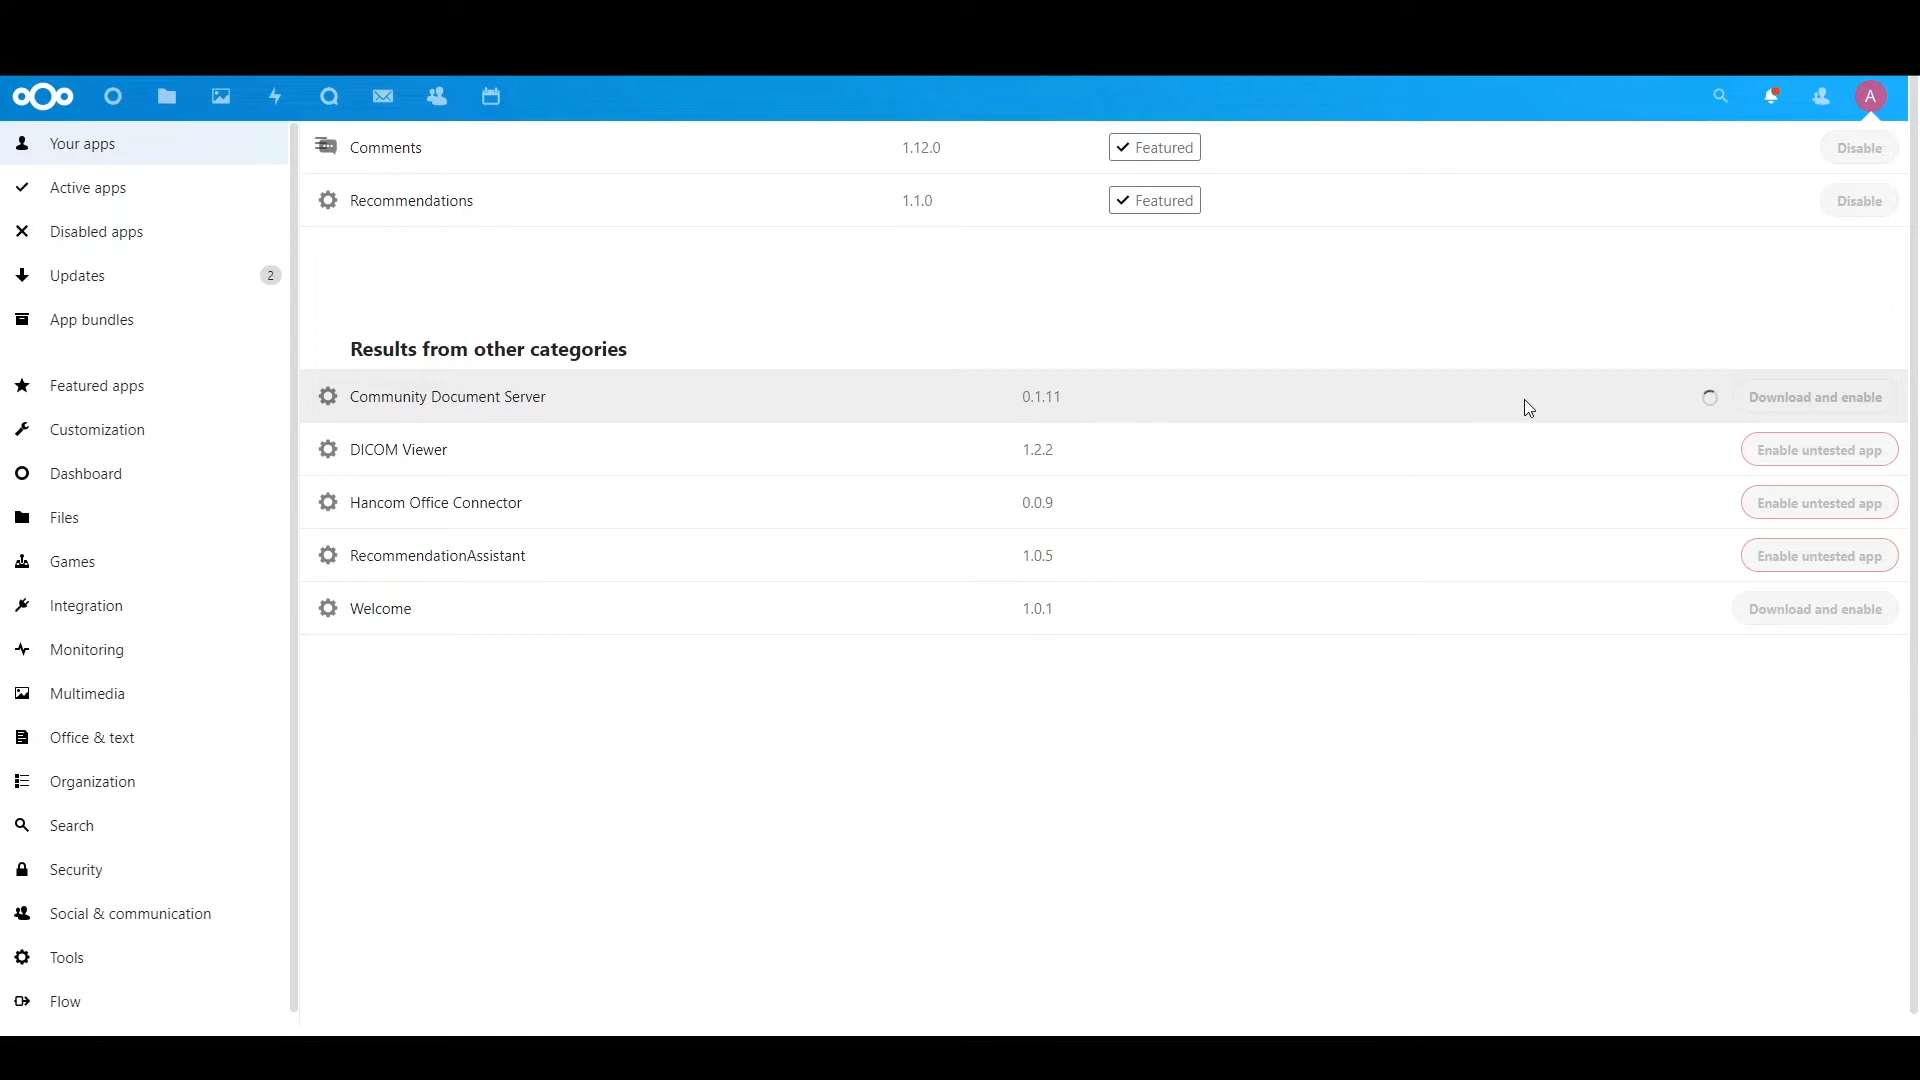 A
Your apps
Active apps
Disabled apps
Updates 2
App bundles
Featured apps
Customization
Dashboard
Files
Games
Integration
Monitoring
Multimedia
Office & text
Organization
Search
Security
Social & communication
Tools
Flow
Comments 1.12.0 Featured Disable
Recommendations 1.1.0 Featured Disable
Results from other categories
Community Document Server 0.1.11 Download and enable
DICOM Viewer 1.2.2 Enable untested app
Hancom Office Connector 0.0.9 Enable untested app
RecommendationAssistant 1.0.5 Enable untested app
Welcome 1.0.1 Download and enable